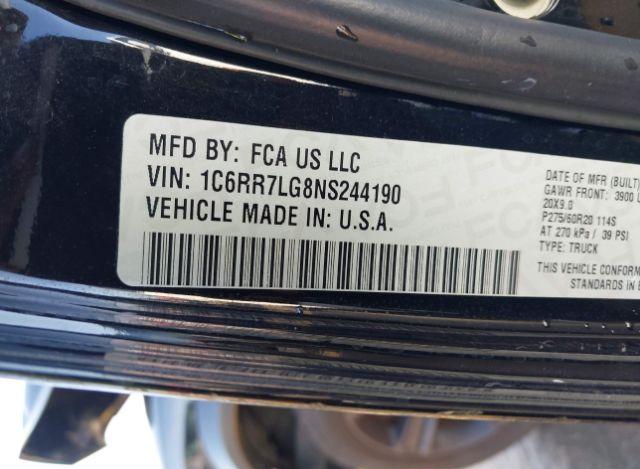 MFD BY: FCA US LLC
VIN: 1C6RR7LG8NS244190
VEHICLE MADE IN: U.S.A.
DATE OF MFR (BUILT)
GAWR FRONT: 3900
20X9.0
P275/60R20 114S
AT 270 kPa / 39 PSI
TYPE: TRUCK
THIS VEHICLE CONFORM
STANDARDS IN